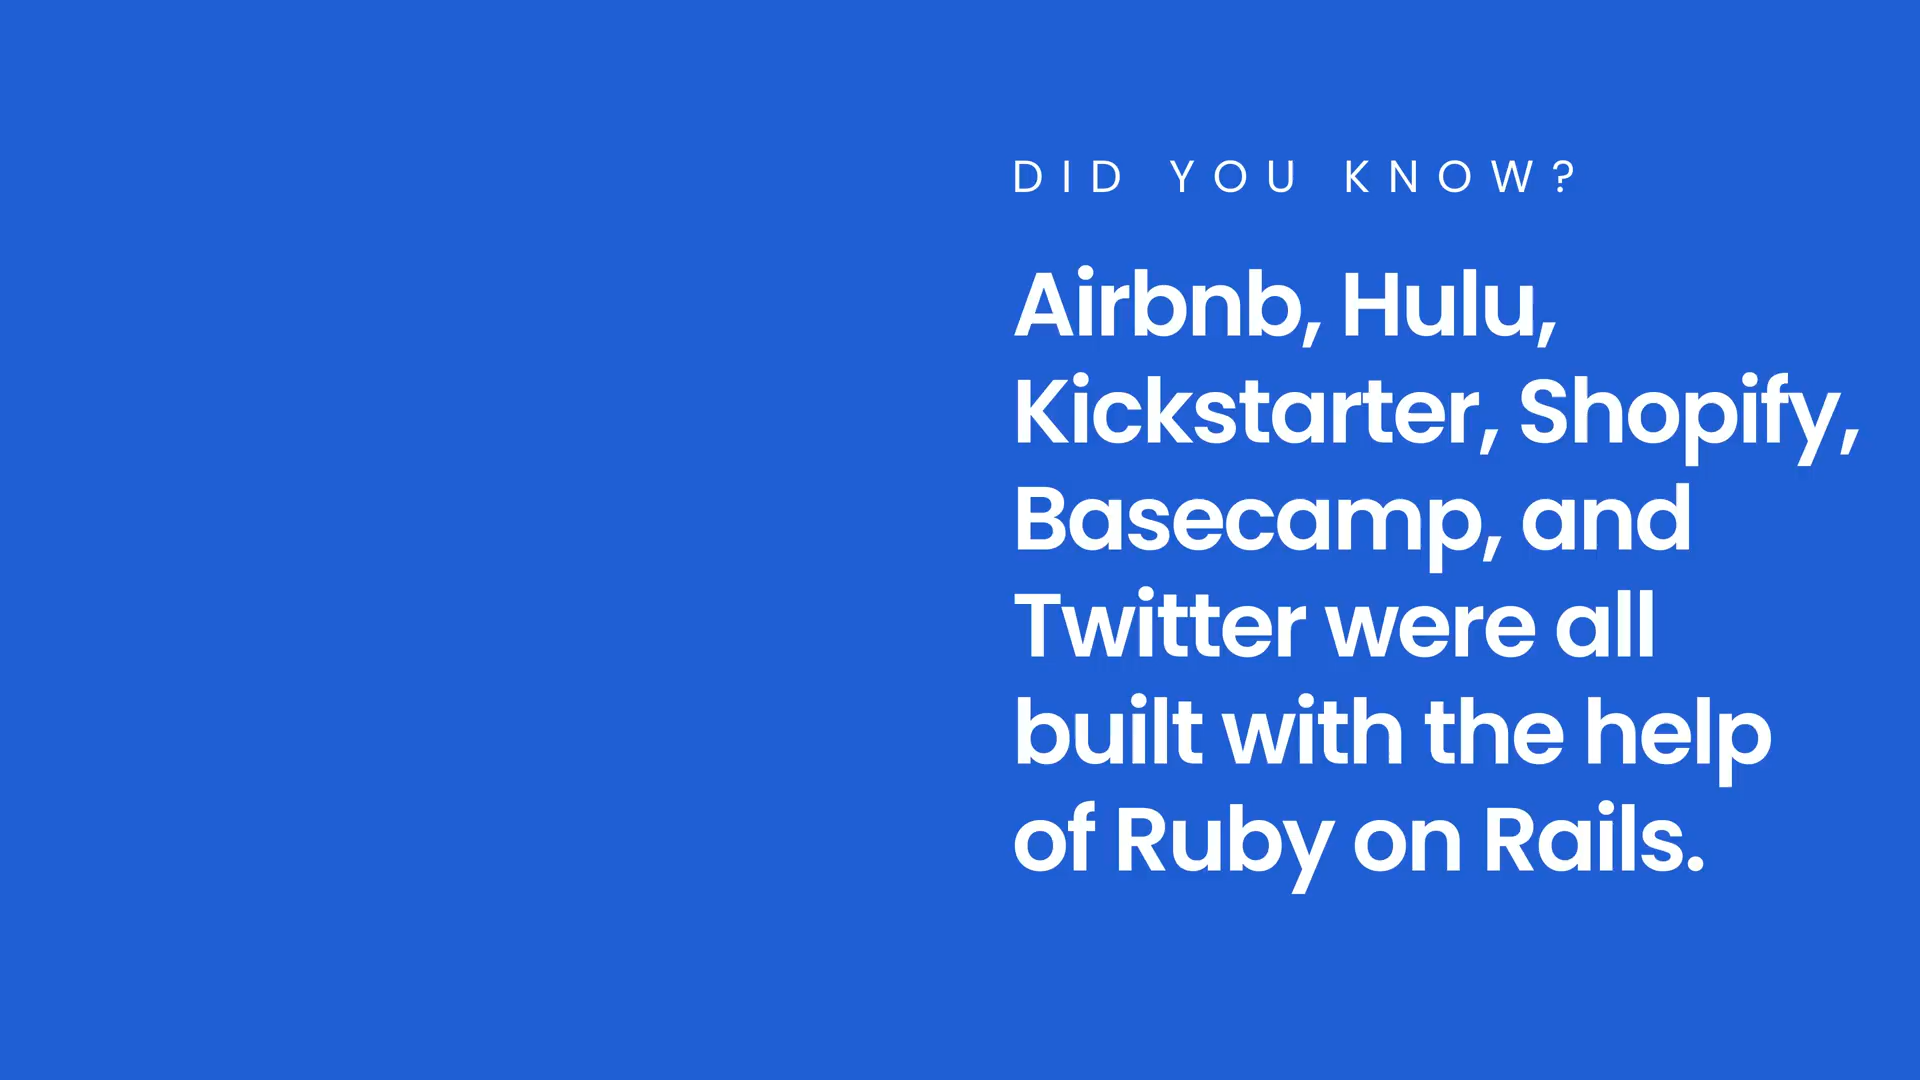 DID YOU KNOW?
Airbnb, Hulu,
Kickstarter, Shopify,
Basecamp, and
Twitter were all
built with the help
of Ruby on Rails.